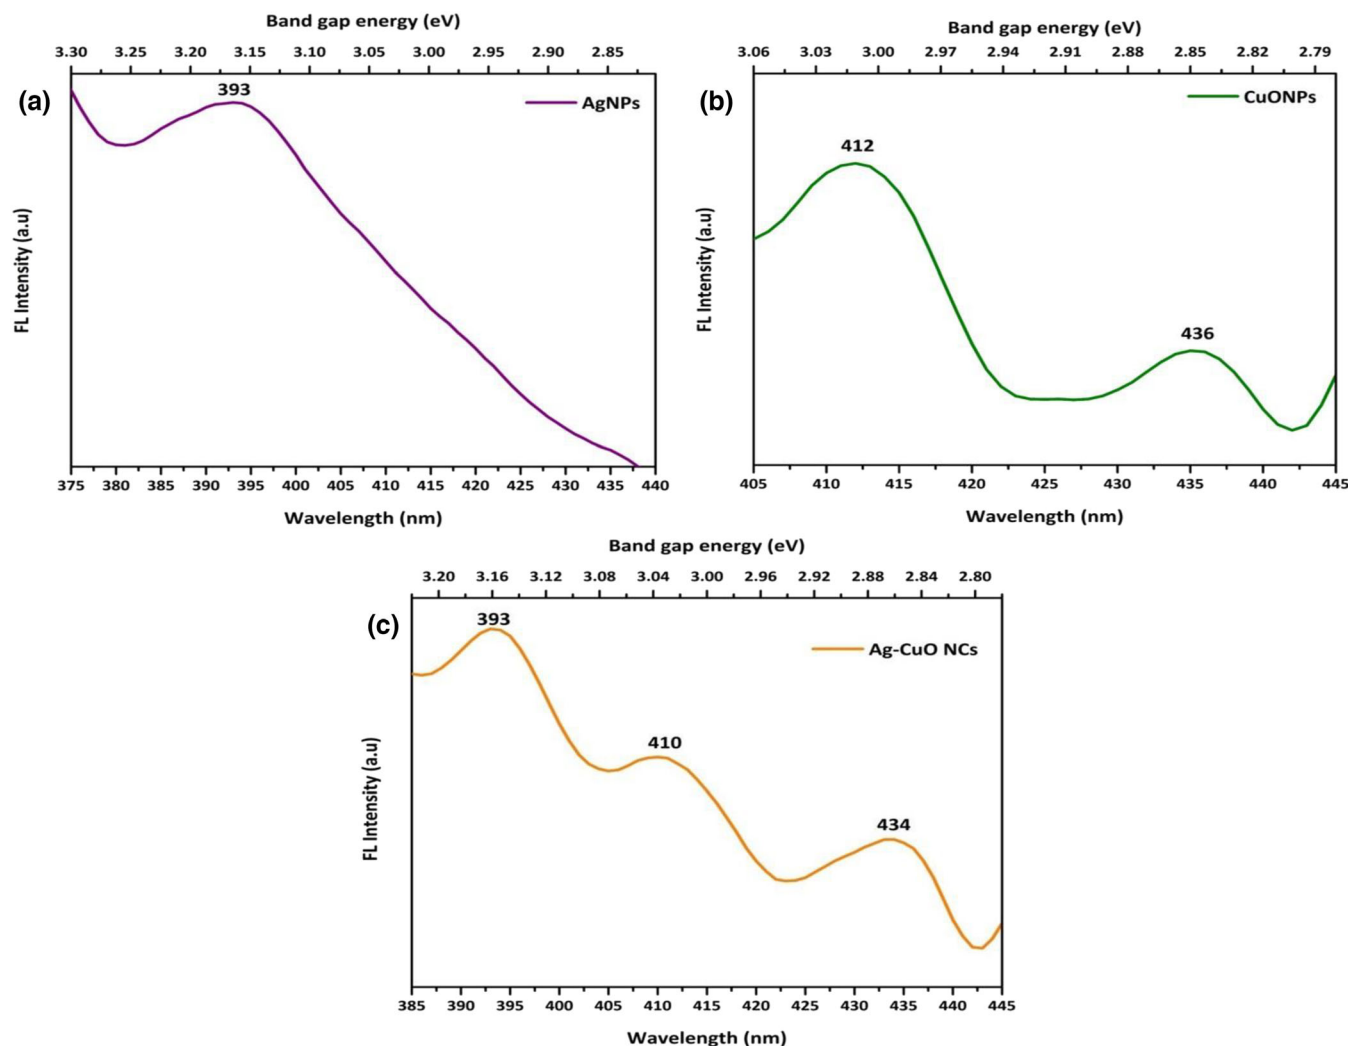 Band gap energy (eV)
3.30 3.25 3.20 3.15 3.10 3.05 3.00 2.95 2.90 2.85
(a)
393
AgNPs
FL Intensity (a.u)
375 380 385 390 395 400 405 410 415 420 425 430 435 440
Wavelength (nm)
Band gap energy (eV)
3.06 3.03 3.00 2.97 2.94 2.91 2.88 2.85 2.82 2.79
(b)
CuONPs
412
436
FL Intensity (a.u)
405 410 415 420 425 430 435 440 445
Wavelength (nm)
Band gap energy (eV)
3.20 3.16 3.12 3.08 3.04 3.00 2.96 2.92 2.88 2.84 2.80
(c)
393
Ag-CuO NCs
410
434
FL Intensity (a.u)
385 390 395 400 405 410 415 420 425 430 435 440 445
Wavelength (nm)